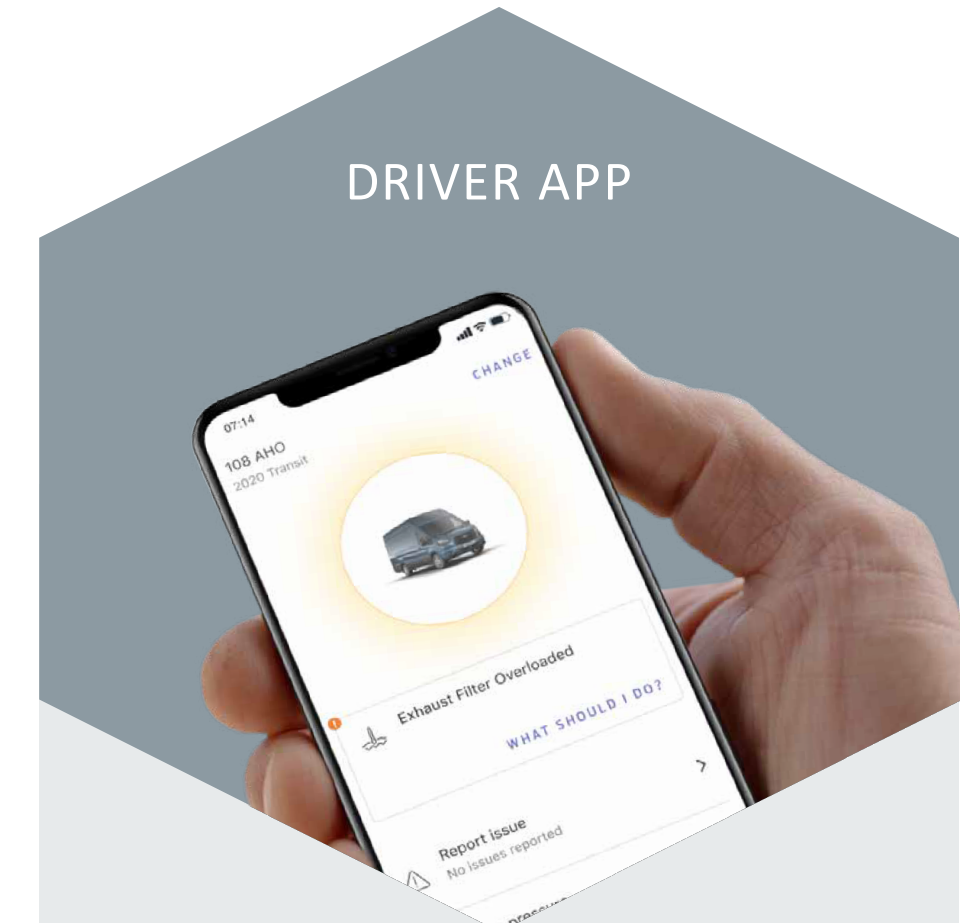 DRIVER APP
07:14
CHANGE
108 AHO
2020 Transit
Exhaust Filter Overloaded
WHAT SHOULD I DO?
Report issue
No issues reported
pressure